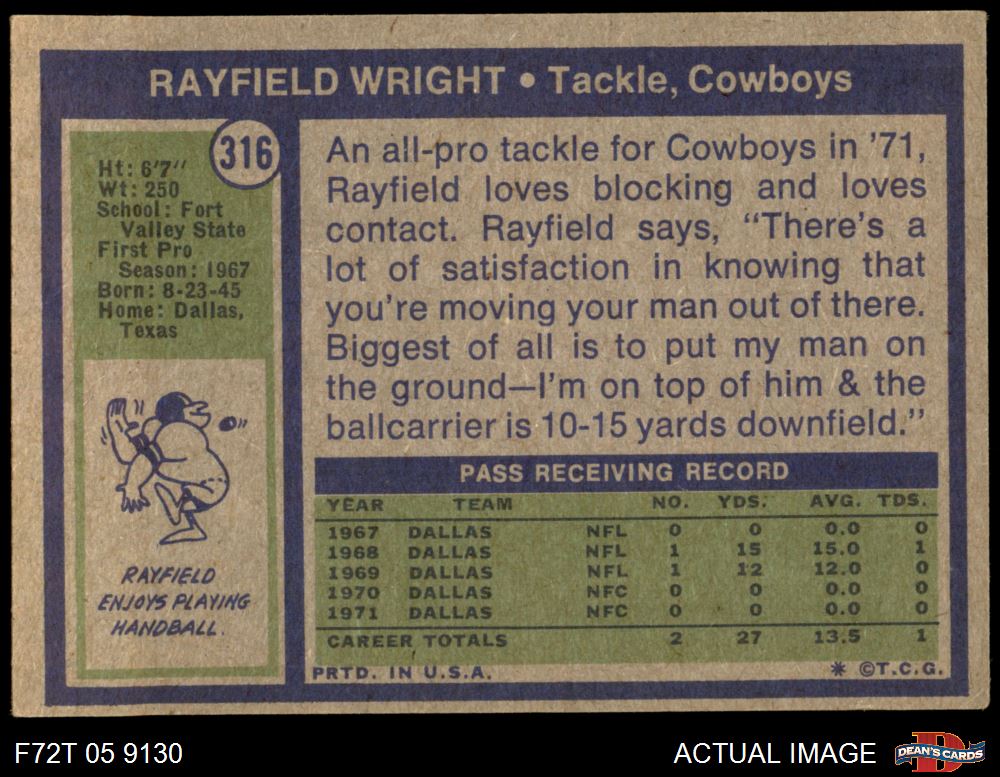 RAYFIELD WRIGHT • Tackle, Cowboys
316
Ht: 6'7"
Wt: 250
School: Fort
Valley State
First Pro
Season: 1967
Born: 8-23-45
Home: Dallas,
Texas
RAYFIELD
ENJOYS PLAYING
HANDBALL.
An all-pro tackle for Cowboys in '71,
Rayfield loves blocking and loves
contact. Rayfield says, “There's a
lot of satisfaction in knowing that
you're moving your man out of there.
Biggest of all is to put my man on
the ground—I'm on top of him & the
ballcarrier is 10-15 yards downfield.”
PASS RECEIVING RECORD
YEAR TEAM NO. YDS. AVG. TDS.
1967 DALLAS NFL 0 0 0.0 0
1968 DALLAS NFL 1 15 15.0 1
1969 DALLAS NFL 1 12 12.0 0
1970 DALLAS NFC 0 0 0.0 0
1971 DALLAS NFC 0 0 0.0 0
CAREER TOTALS 2 27 13.5 1
PRTD. IN U.S.A. * ©T.C.G.
F72T 05 9130
ACTUAL IMAGE
D
DEAN'S CARDS